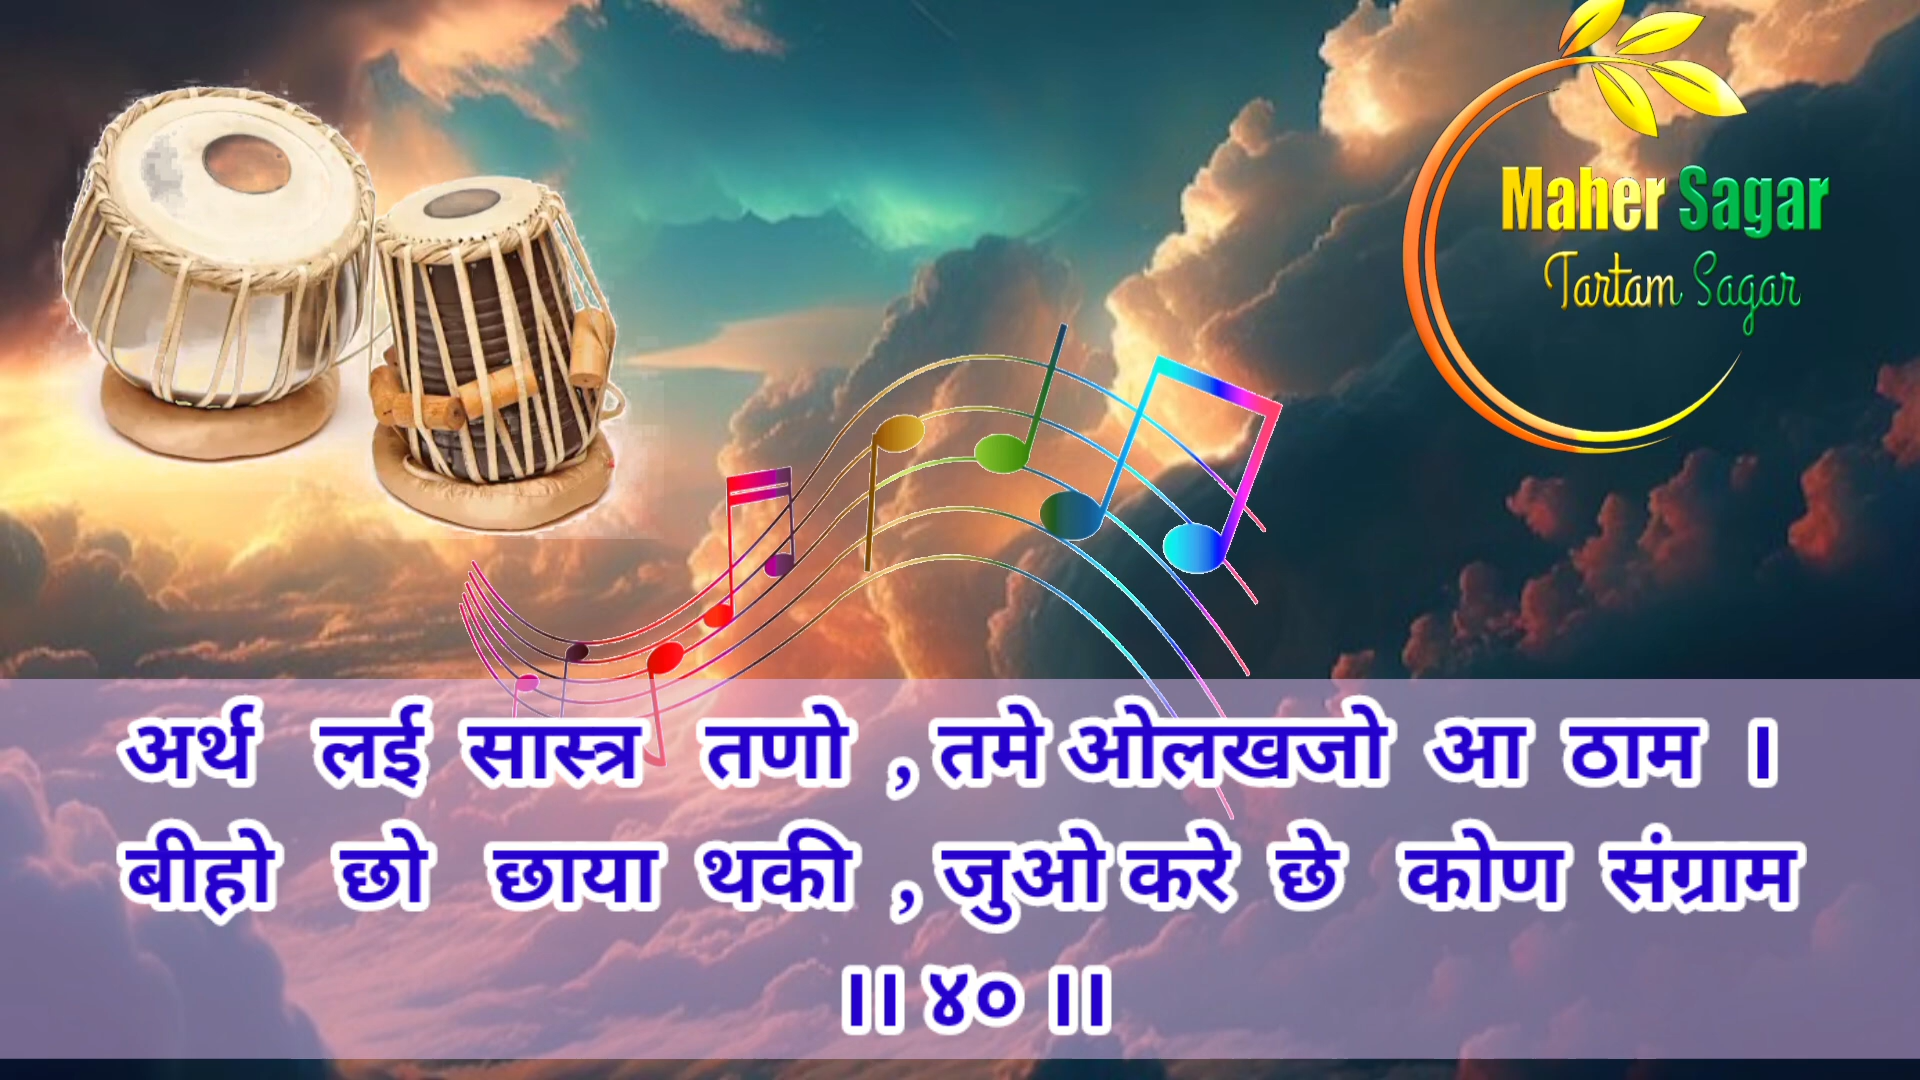 Maher Sagar
Tartam Sagar
अर्थ लई सास्त्र तणो , तमे ओलखजो आ ठाम ।
बीहो छो छाया थकी , जुओ करे छे कोण संग्राम
।। ४० ।।